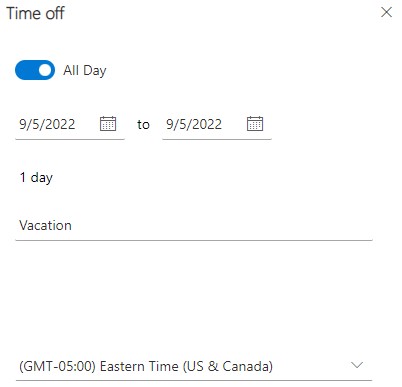 Time off
All Day
9/5/2022 to 9/5/2022
1 day
Vacation
(GMT-05:00) Eastern Time (US & Canada)